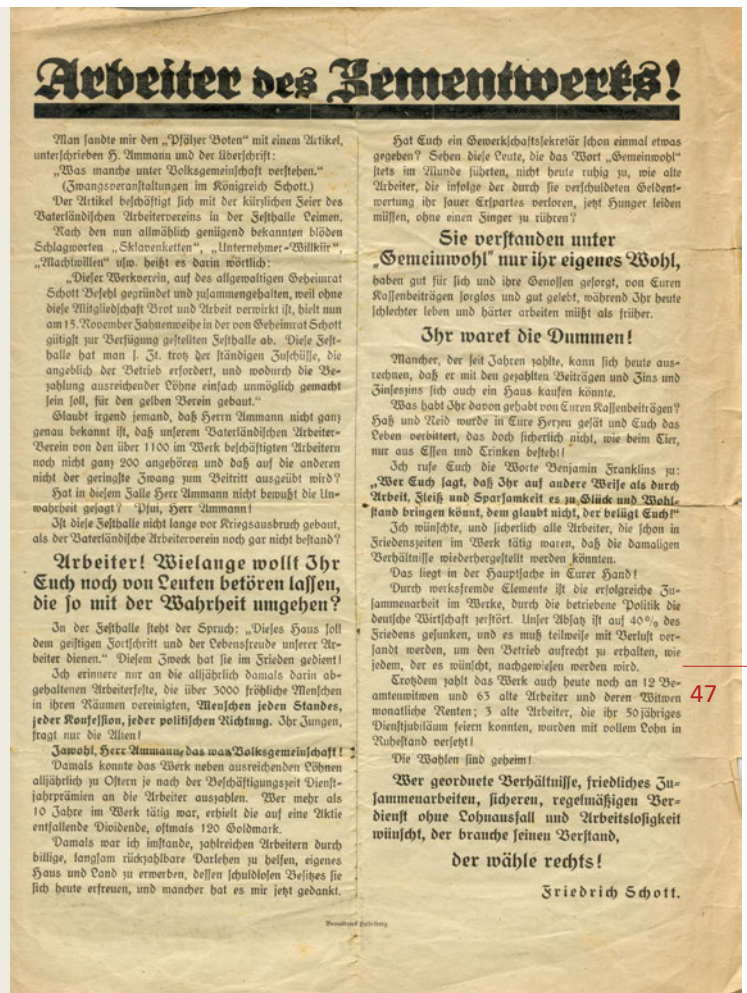 Arbeiter des Zementwerks!
Man sandte mir den „Pfälzer Boten" mit einem Artikel,
unterschrieben H. Ammann und der Überschrift:
„Was manche unter Volksgemeinschaft verstehen."
(Zwangsveranstaltungen im Königreich Schott.)
Der Artikel beschäftigt sich mit der kürzlichen Feier des
Vaterländischen Arbeitervereins in der Festhalle Leimen.
Nach den nun allmählich genügend bekannten blöden
Schlagworten „Sklavenketten", „Unternehmer-Willkür",
„Machtwillen" usw. heißt es darin wörtlich:
„Dieser Werkverein, auf des allgewaltigen Geheimrat
Schott Befehl gegründet und zusammengehalten, weil ohne
diese Mitgliedschaft Brot und Arbeit verwirkt ist, hielt nun
am 15. November Fahnenweihe in der von Geheimrat Schott
gütigst zur Verfügung gestellten Festhalle ab. Diese Fest-
halle hat man s. Zt. trotz der ständigen Zuschüsse, die
angeblich der Betrieb erfordert, und wodurch die Be-
zahlung ausreichender Löhne einfach unmöglich gemacht
sein soll, für den gelben Verein gebaut."
Glaubt irgend jemand, daß Herrn Ammann nicht ganz
genau bekannt ist, daß unserem Vaterländischen Arbeiter-
Verein von den über 1100 im Werk beschäftigten Arbeitern
noch nicht ganz 200 angehören und daß auf die anderen
nicht der geringste Zwang zum Beitritt ausgeübt wird?
Hat in diesem Falle Herr Ammann nicht bewußt die Un-
wahrheit gesagt? Pfui, Herr Ammann!
Ist diese Festhalle nicht lange vor Kriegsausbruch gebaut,
als der Vaterländische Arbeiterverein noch gar nicht bestand?
Arbeiter! Wielange wollt Ihr
Euch noch von Leuten betören lassen,
die so mit der Wahrheit umgehen?
In der Festhalle steht der Spruch: „Dieses Haus soll
dem geistigen Fortschritt und der Lebensfreude unserer Ar-
beiter dienen." Diesem Zweck hat sie im Frieden gedient!
Ich erinnere nur an die alljährlich damals darin ab-
gehaltenen Arbeiterfeste, die über 3000 fröhliche Menschen
in ihren Räumen vereinigten, Menschen jeden Standes,
jeder Konfession, jeder politischen Richtung. Ihr Jungen,
fragt nur die Alten!
Jawohl, Herr Ammann, das war Volksgemeinschaft!
Damals konnte das Werk neben ausreichenden Löhnen
alljährlich zu Ostern je nach der Beschäftigungszeit Dienst-
jahrprämien an die Arbeiter auszahlen. Wer mehr als
10 Jahre im Werk tätig war, erhielt die auf eine Aktie
entfallende Dividende, oftmals 120 Goldmark.
Damals war ich imstande, zahlreichen Arbeitern durch
billige, langsam rückzahlbare Darlehen zu helfen, eigenes
Haus und Land zu erwerben, dessen schuldlosen Besitzes sie
sich heute erfreuen, und mancher hat es mir jetzt gedankt.
Hat Euch ein Gewerkschaftssekretär schon einmal etwas
gegeben? Sehen diese Leute, die das Wort „Gemeinwohl"
stets im Munde führten, nicht heute ruhig zu, wie alte
Arbeiter, die infolge der durch sie verschuldeten Geldent-
wertung ihr sauer Erspartes verloren, jetzt Hunger leiden
müssen, ohne einen Finger zu rühren?
Sie verstanden unter
„Gemeinwohl" nur ihr eigenes Wohl,
haben gut für sich und ihre Genossen gesorgt, von Euren
Kassenbeiträgen sorglos und gut gelebt, während Ihr heute
schlechter leben und härter arbeiten müßt als früher.
Ihr waret die Dummen!
Mancher, der seit Jahren zahlte, kann sich heute aus-
rechnen, daß er mit den gezahlten Beiträgen und Zins und
Zinseszins sich auch ein Haus kaufen könnte.
Was habt Ihr davon gehabt von Euren Kassenbeiträgen?
Haß und Neid wurde in Eure Herzen gesät und Euch das
Leben verbittert, das doch sicherlich nicht, wie beim Tier,
nur aus Essen und Trinken besteht!
Ich rufe Euch die Worte Benjamin Franklins zu:
„Wer Euch sagt, daß Ihr auf andere Weise als durch
Arbeit, Fleiß und Sparsamkeit es zu Glück und Wohl-
stand bringen könnt, dem glaubt nicht, der belügt Euch!"
Ich wünschte, und sicherlich alle Arbeiter, die schon in
Friedenszeiten im Werk tätig waren, daß die damaligen
Verhältnisse wiederhergestellt werden könnten.
Das liegt in der Hauptsache in Eurer Hand!
Durch werksfremde Elemente ist die erfolgreiche Zu-
sammenarbeit im Werke, durch die betriebene Politik die
deutsche Wirtschaft zerstört. Unser Absatz ist auf 40% des
Friedens gesunken, und es muß teilweise mit Verlust ver-
sandt werden, um den Betrieb aufrecht zu erhalten, wie
jedem, der es wünscht, nachgewiesen werden wird.
Trotzdem zahlt das Werk auch heute noch an 12 Be-
amtenwitwen und 63 alte Arbeiter und deren Witwen
monatliche Renten; 3 alte Arbeiter, die ihr 50jähriges
Dienstjubiläum feiern konnten, wurden mit vollem Lohn in
Ruhestand versetzt!
Die Wahlen sind geheim!
Wer geordnete Verhältnisse, friedliches Zu-
sammenarbeiten, sicheren, regelmäßigen Ver-
dienst ohne Lohnausfall und Arbeitslosigkeit
wünscht, der brauche seinen Verstand,
der wähle rechts!
Friedrich Schott.
Heidelberg
47